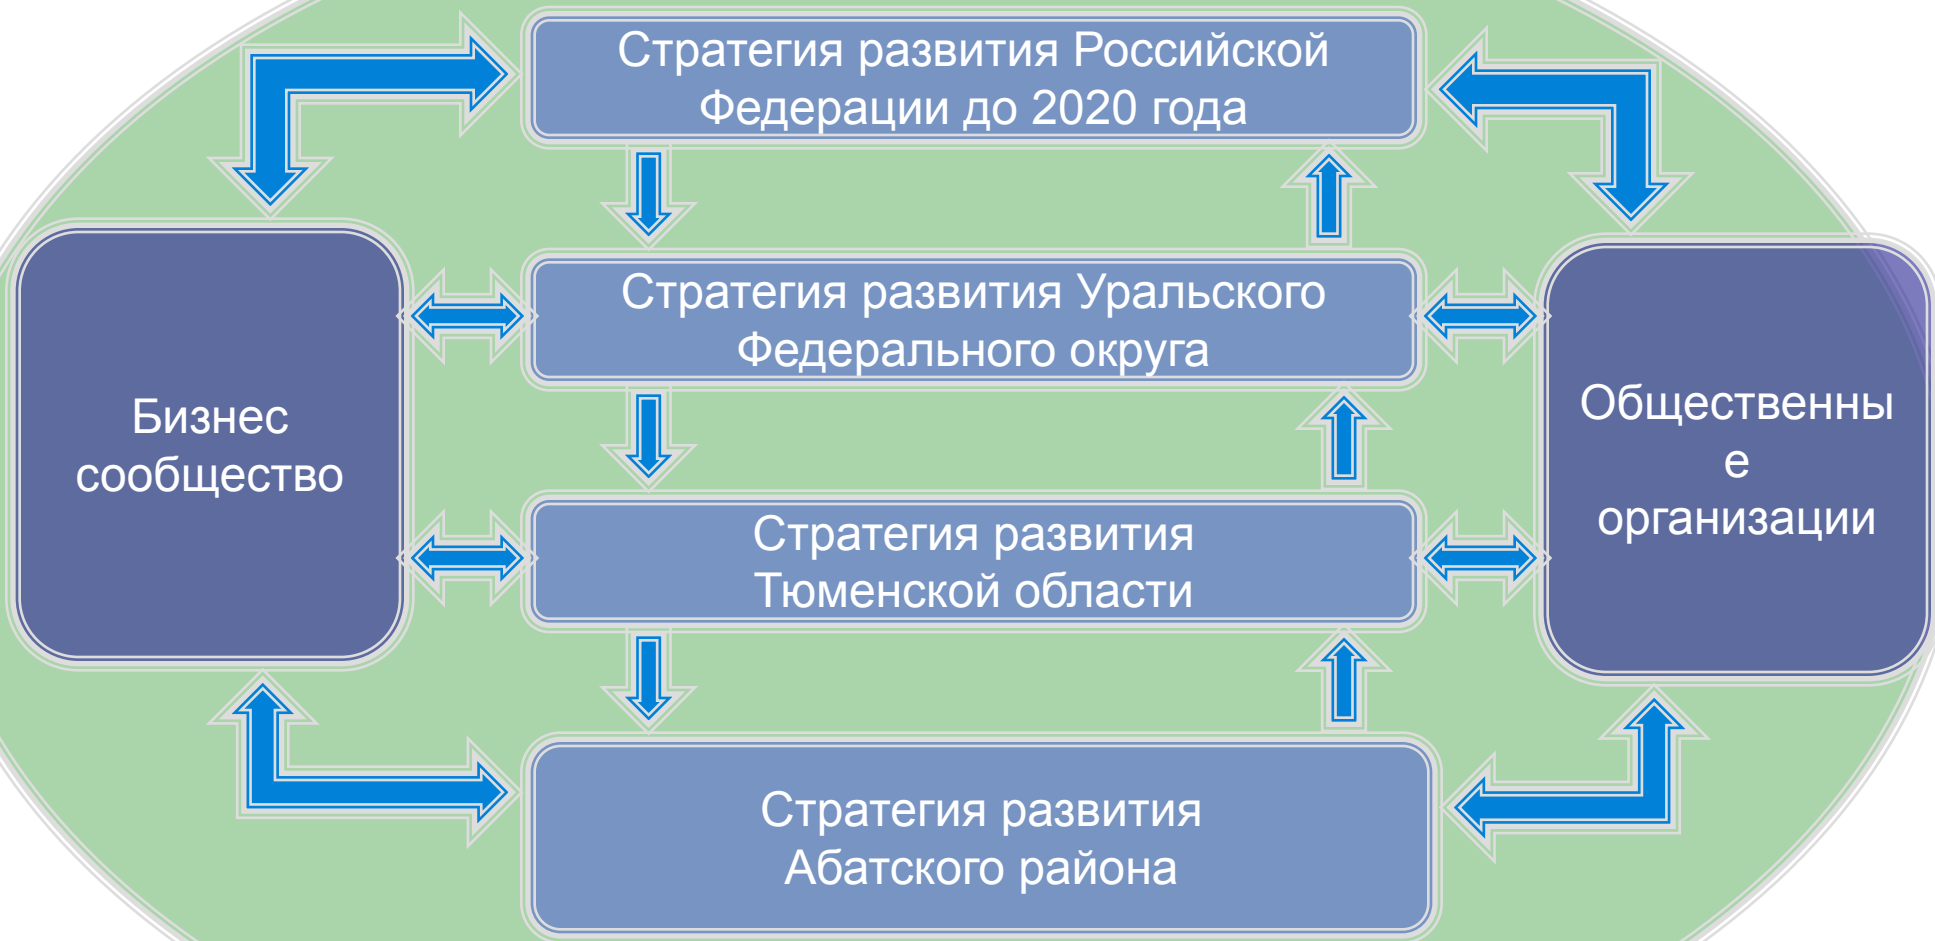 Стратегия развития Российской
Федерации до 2020 года
Стратегия развития Уральского
Федерального округа
Бизнес
сообщество
Общественны
е
организации
Стратегия развития
Тюменской области
Стратегия развития
Абатского района